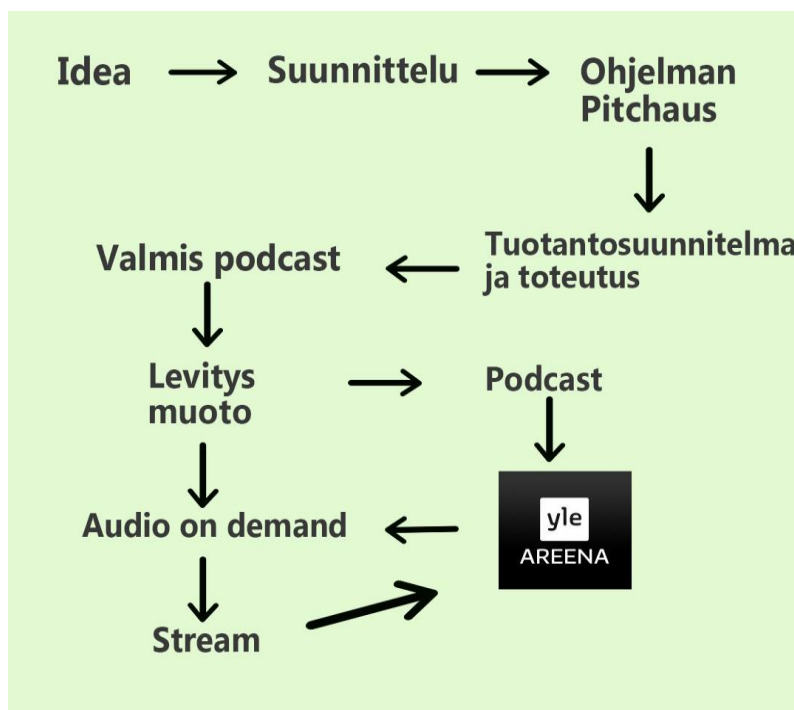 Idea
Suunnittelu
Ohjelman
Pitchaus
Valmis podcast
Tuotantosuunnitelma
ja toteutus
Levitys
muoto
Podcast
Audio on demand
yle
AREENA
Stream